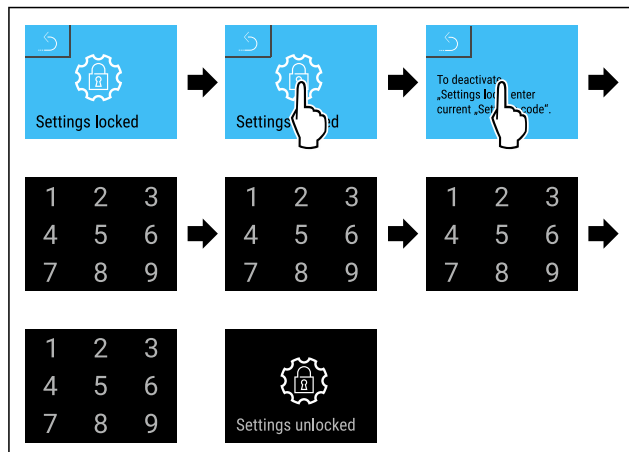 Settings locked
Settings
To deactivate
„Settings enter
current code".
1 2 3
4 5 6
7 8 9
1 2 3
4 5 6
7 8 9
1 2 3
4 5 6
7 8 9
1 2 3
4 5 6
7 8 9
Settings unlocked